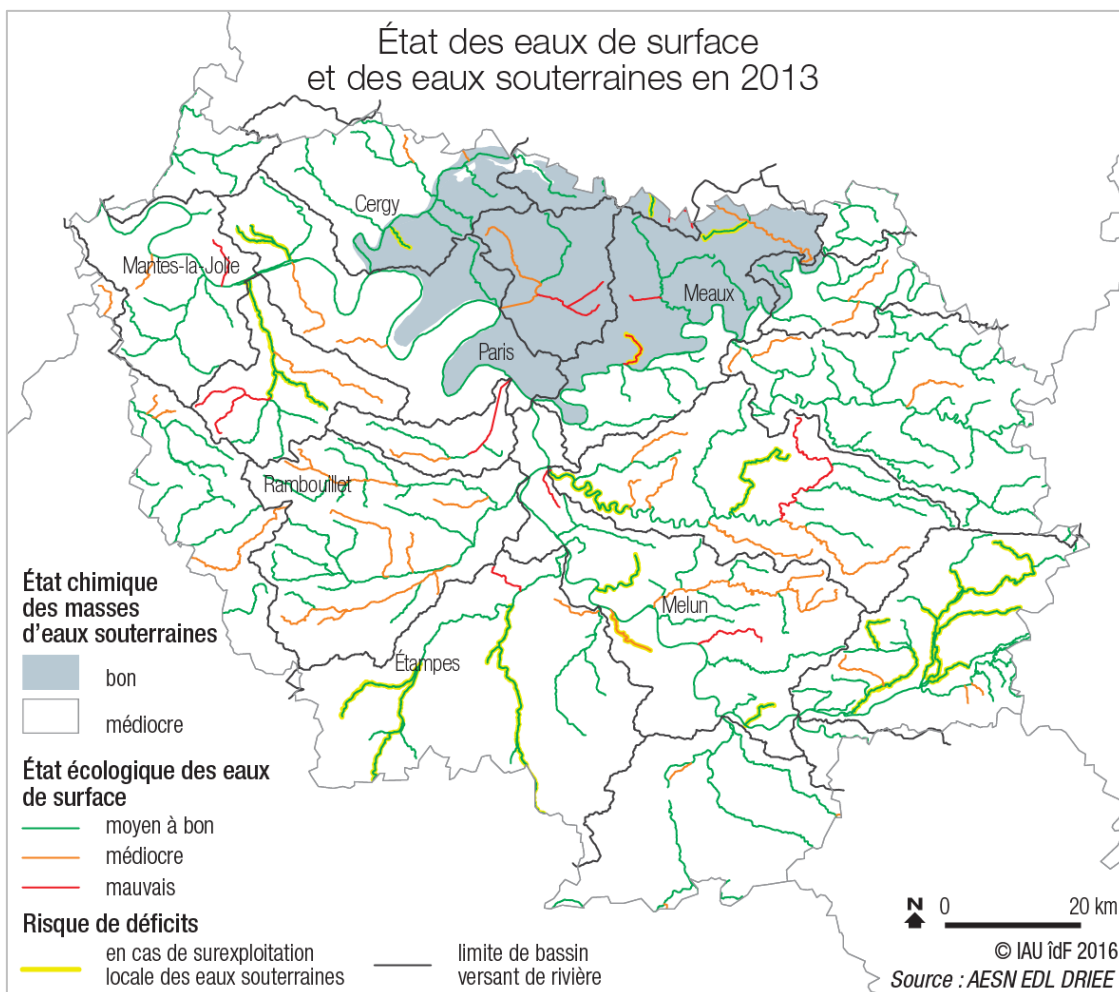 État des eaux de surface
et des eaux souterraines en 2013
Cergy
Mantes-la-Jolie
Meaux
Paris
Rambouillet
Melun
Étampes
État chimique
des masses
d'eaux souterraines
bon
médiocre
État écologique des eaux
de surface
moyen à bon
médiocre
mauvais
Risque de déficits
en cas de surexploitation
locale des eaux souterraines
limite de bassin
versant de rivière
N 0 20 km
© IAU îdF 2016
Source : AESN EDL DRIEE